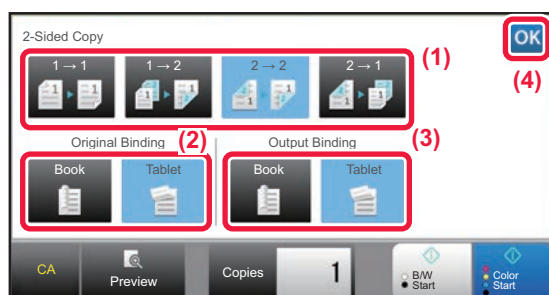 2-Sided Copy
OK
(1)
(4)
1 → 1
1 → 2
2 → 2
2 → 1
Original Binding
(2)
Output Binding
(3)
Book
Tablet
Book
Tablet
CA
Preview
Copies
1
B/W
Start
Color
Start